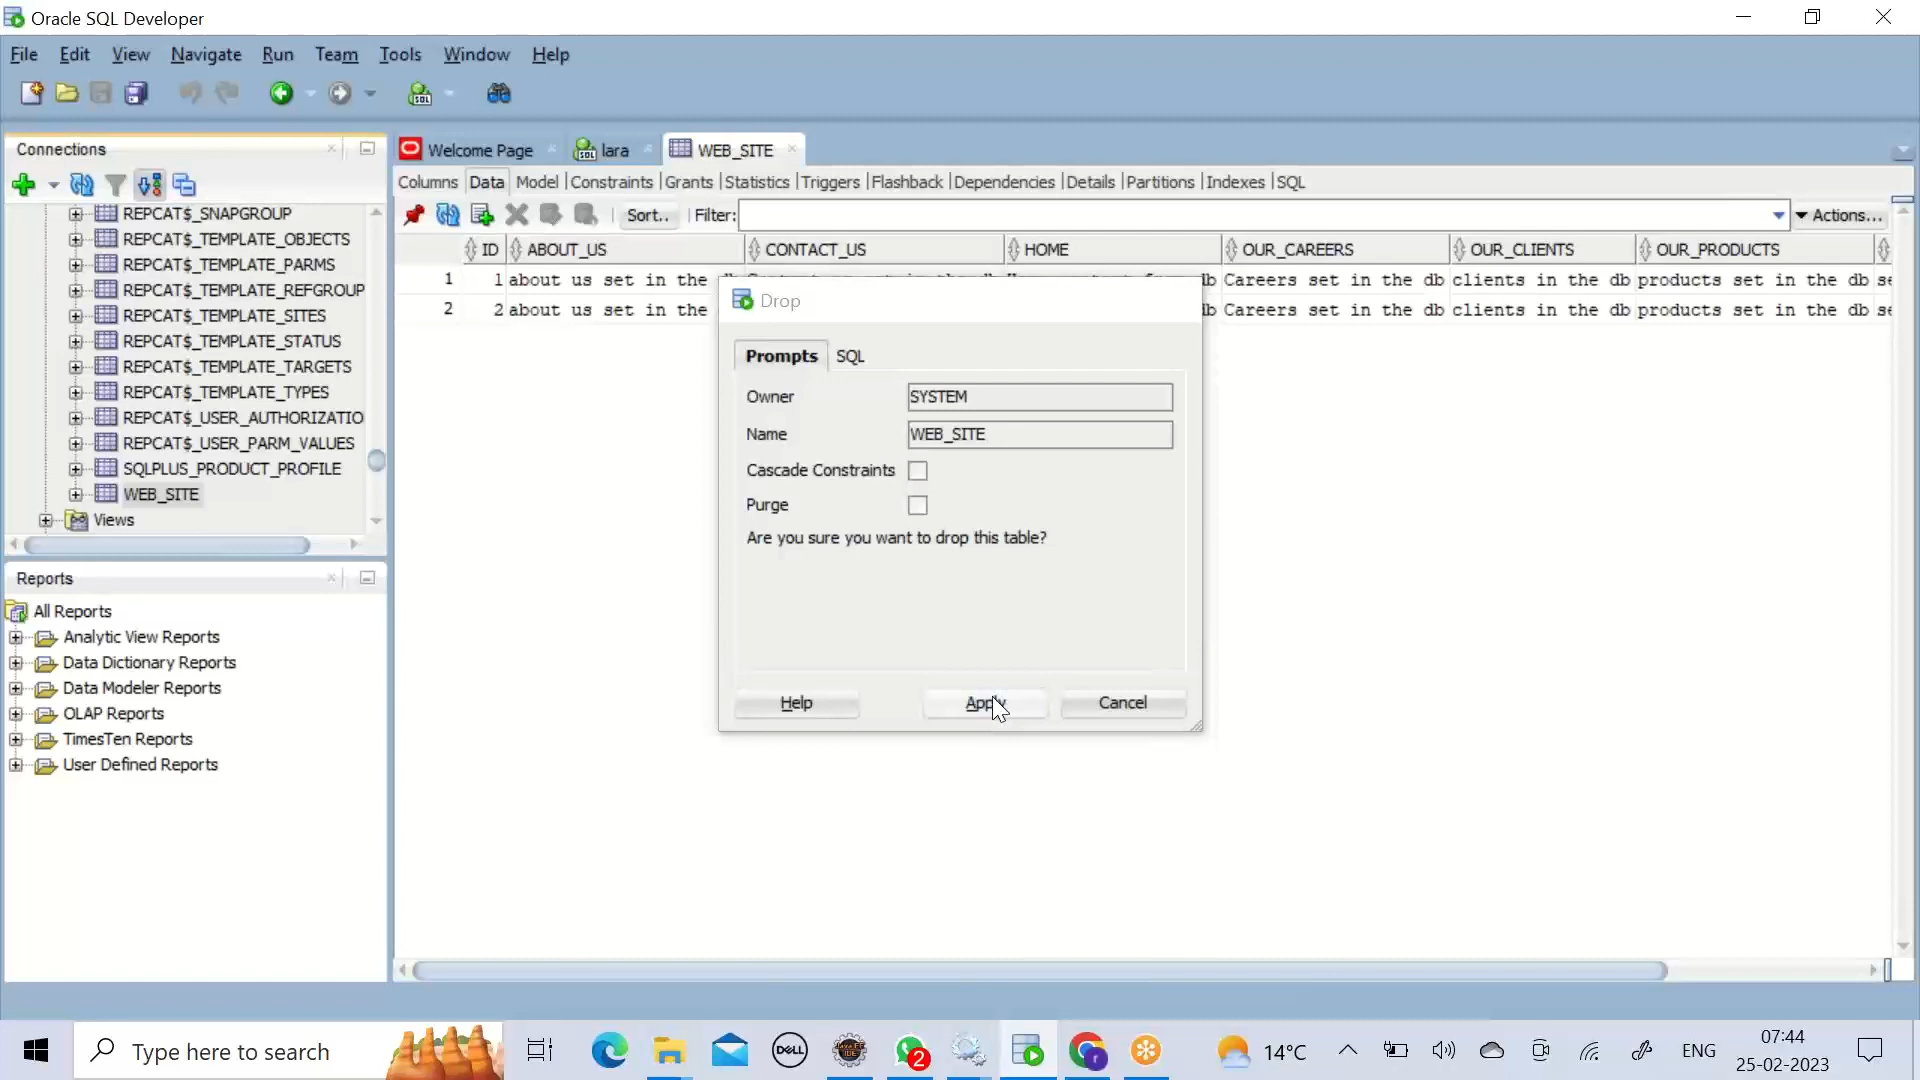 Oracle SQL Developer
File Edit View Navigate Run Team Tools Window Help
Connections
REPCAT$_SNAPGROUP
REPCAT$_TEMPLATE_OBJECTS
REPCAT$_TEMPLATE_PARMS
REPCAT$_TEMPLATE_REFGROUP
REPCAT$_TEMPLATE_SITES
REPCAT$_TEMPLATE_STATUS
REPCAT$_TEMPLATE_TARGETS
REPCAT$_TEMPLATE_TYPES
REPCAT$_USER_AUTHORIZATIO
REPCAT$_USER_PARM_VALUES
SQLPLUS_PRODUCT_PROFILE
WEB_SITE
Views
Reports
All Reports
Analytic View Reports
Data Dictionary Reports
Data Modeler Reports
OLAP Reports
TimesTen Reports
User Defined Reports
Welcome Page lara WEB_SITE
Columns Data Model Constraints Grants Statistics Triggers Flashback Dependencies Details Partitions Indexes SQL
Sort.. Filter: Actions...
ID ABOUT_US CONTACT_US HOME OUR_CAREERS OUR_CLIENTS OUR_PRODUCTS
1 1 about us set in the db Careers set in the db clients in the db products set in the db se
2 2 about us set in the db Careers set in the db clients in the db products set in the db se
Drop
Prompts SQL
Owner SYSTEM
Name WEB_SITE
Cascade Constraints
Purge
Are you sure you want to drop this table?
Help Apply Cancel
Type here to search
2
14°C
ENG
07:44
25-02-2023